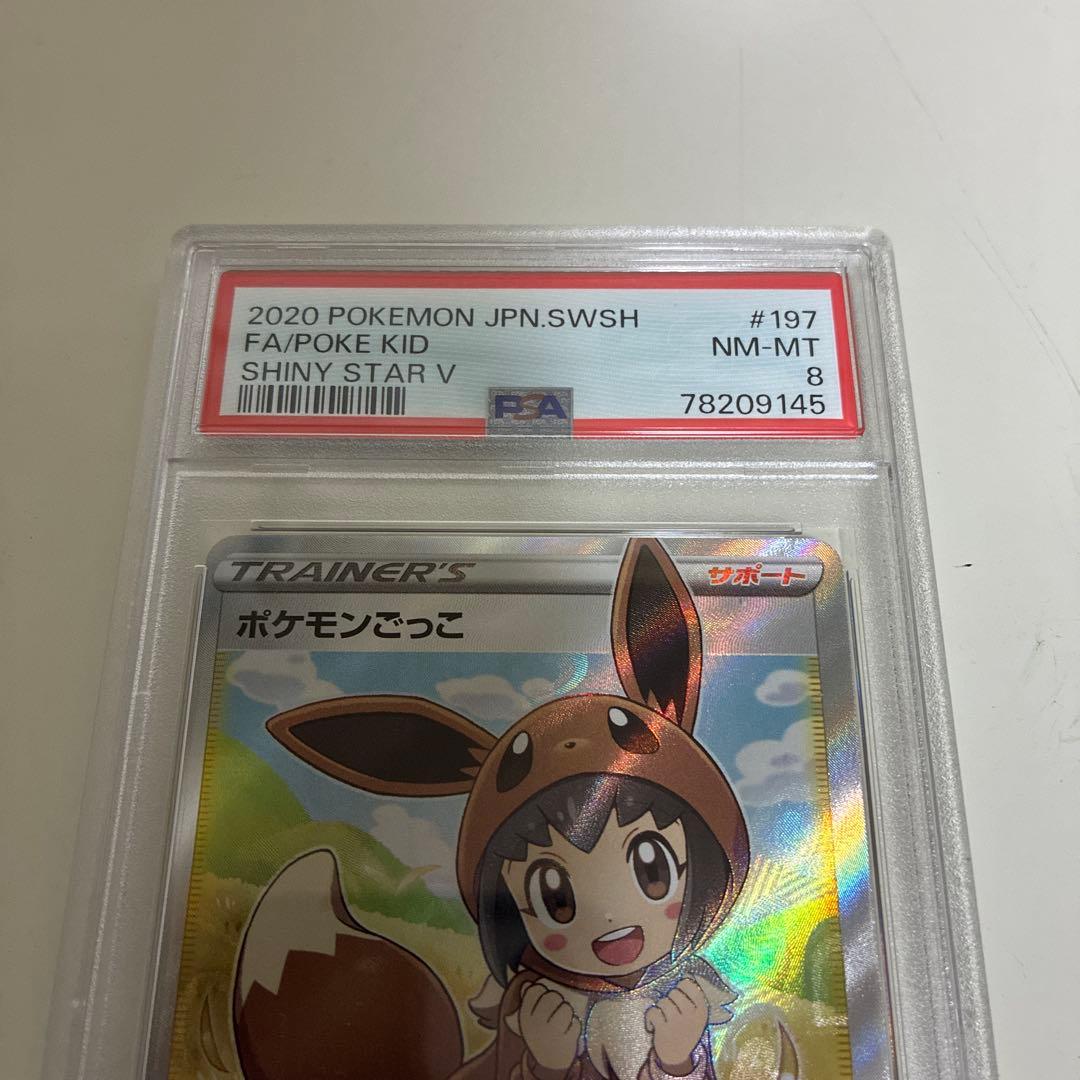 2020 POKEMON JPN.SWSH #197
FA/POKE KID NM-MT
SHINY STAR V 8
PSA 78209145
TRAINER'S サポート
ポケモンごっこ